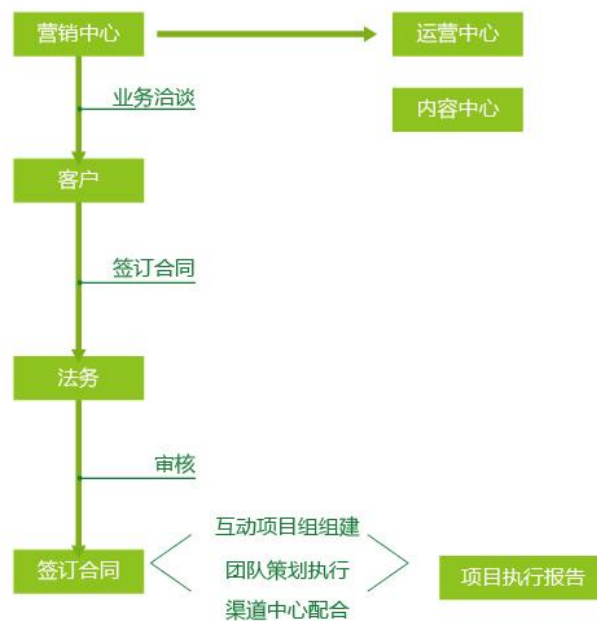 营销中心
运营中心
业务洽谈
内容中心
客户
签订合同
法务
审核
互动项目组组建
签订合同
团队策划执行
项目执行报告
渠道中心配合